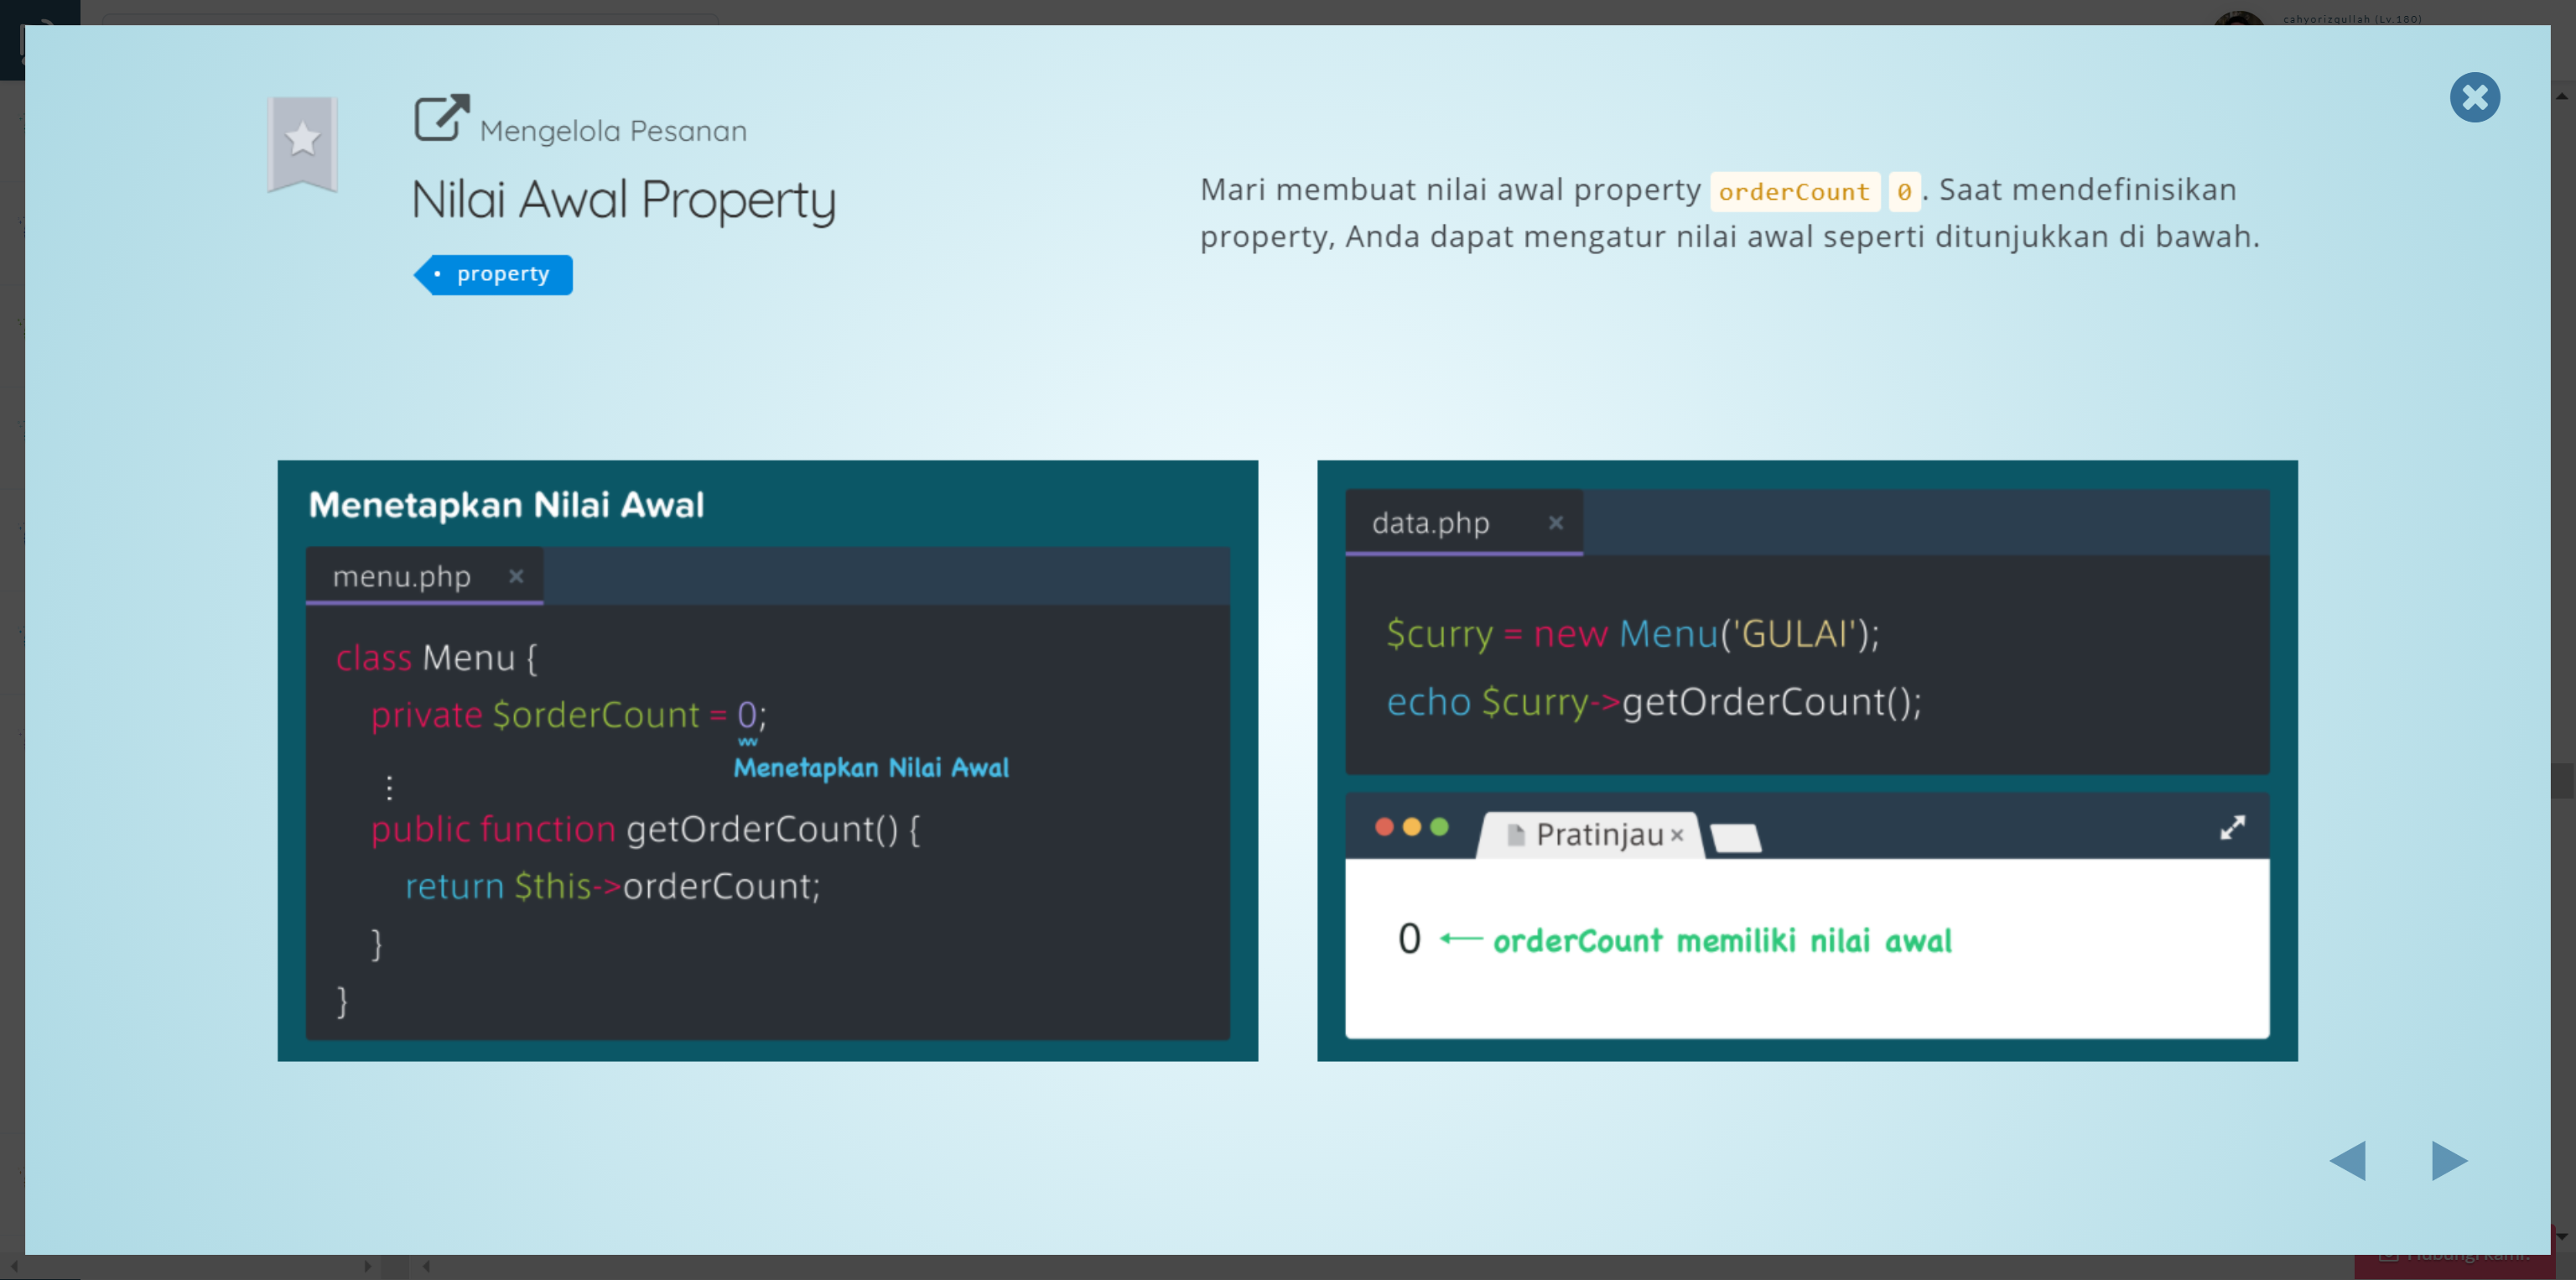 cahyorizqullah (Lv.180)
Mengelola Pesanan
Nilai Awal Property
property
Mari membuat nilai awal property orderCount 0. Saat mendefinisikan
property, Anda dapat mengatur nilai awal seperti ditunjukkan di bawah.
Menetapkan Nilai Awal
menu.php ×
class Menu {
private $orderCount = 0;
Menetapkan Nilai Awal
⋮
public function getOrderCount() {
return $this->orderCount;
}
}
data.php ×
$curry = new Menu('GULAI');
echo $curry->getOrderCount();
Pratinjau ×
0 ← orderCount memiliki nilai awal